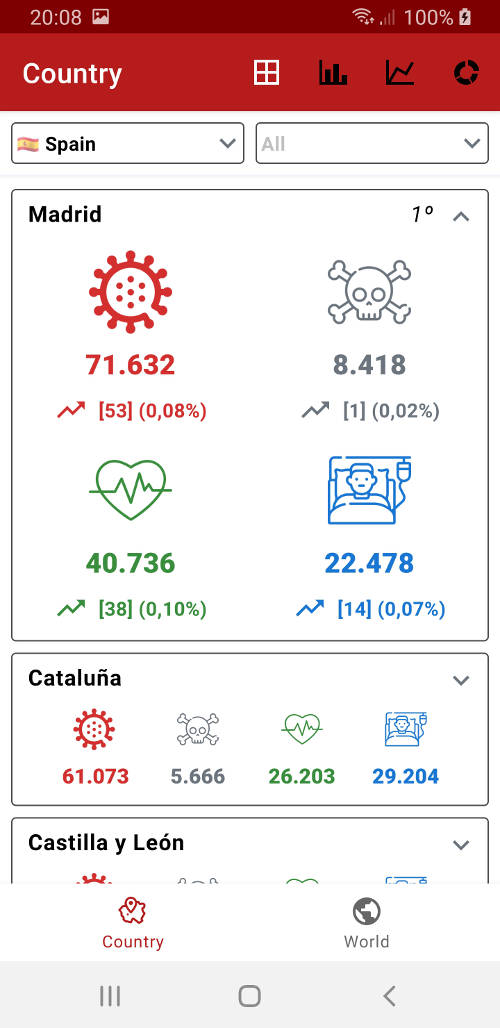 20:08 100%
Country
Spain All
Madrid 1º
71.632 8.418
[53] (0,08%) [1] (0,02%)
40.736 22.478
[38] (0,10%) [14] (0,07%)
Cataluña
61.073 5.666 26.203 29.204
Castilla y León
Country World